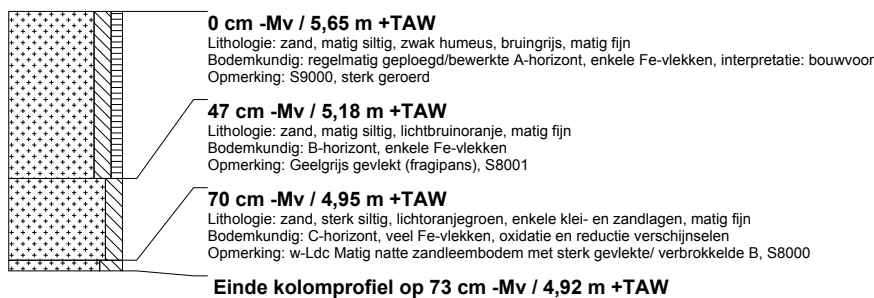 0 cm -Mv / 5,65 m +TAW
Lithologie: zand, matig siltig, zwak humeus, bruingrijs, matig fijn
Bodemkundig: regelmatig geploegd/bewerkte A-horizont, enkele Fe-vlekken, interpretatie: bouwvoor
Opmerking: S9000, sterk geroerd
47 cm -Mv / 5,18 m +TAW
Lithologie: zand, matig siltig, lichtbruinoranje, matig fijn
Bodemkundig: B-horizont, enkele Fe-vlekken
Opmerking: Geelgrijs gevlekt (fragipans), S8001
70 cm -Mv / 4,95 m +TAW
Lithologie: zand, sterk siltig, lichtoranjegroen, enkele klei- en zandlagen, matig fijn
Bodemkundig: C-horizont, veel Fe-vlekken, oxidatie en reductie verschijnselen
Opmerking: w-Ldc Matig natte zandleembodem met sterk gevlekte/ verbrokkelde B, S8000
Einde kolomprofiel op 73 cm -Mv / 4,92 m +TAW